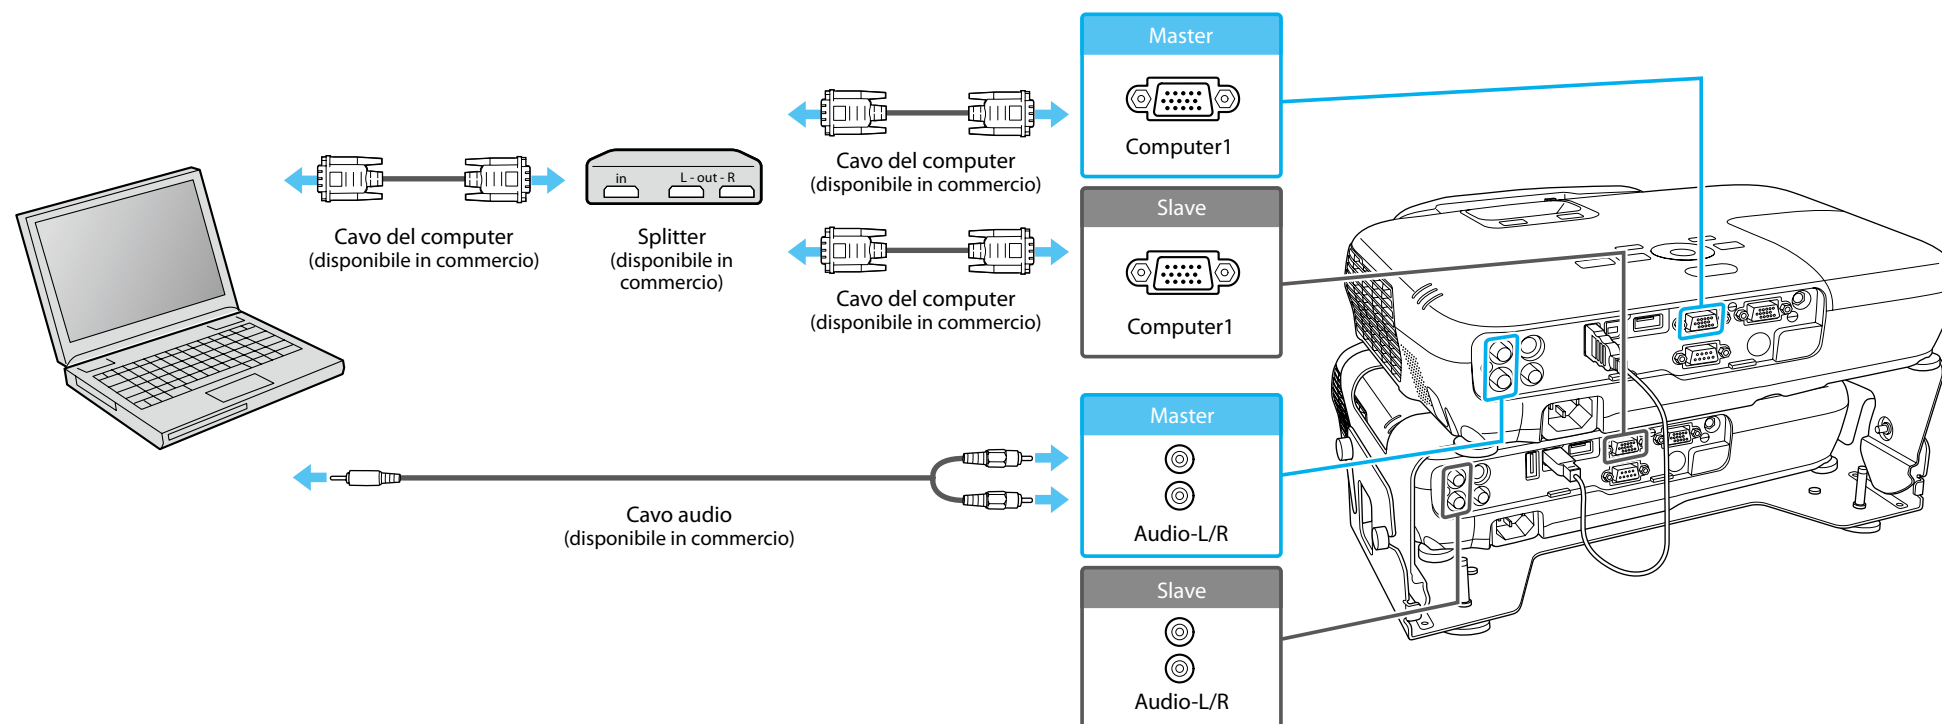 Master
Computer1
Cavo del computer
(disponibile in commercio)
in
L - out - R
Slave
Cavo del computer
(disponibile in commercio)
Splitter
(disponibile in
commercio)
Cavo del computer
(disponibile in commercio)
Computer1
Master
Audio-L/R
Cavo audio
(disponibile in commercio)
Slave
Audio-L/R